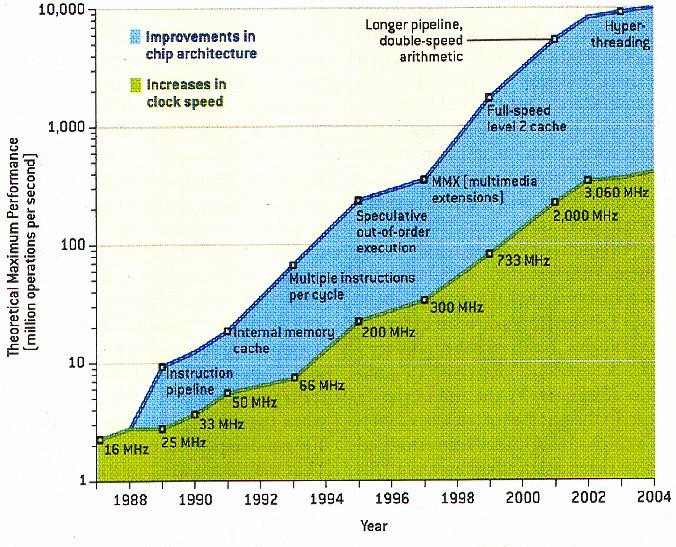 10,000
1,000
100
10
1
Theoretical Maximum Performance
[million operations per second]
Improvements in
chip architecture
Increases in
clock speed
Longer pipeline,
double-speed
arithmetic
Hyper-
threading
Full-speed
level 2 cache
MMX [multimedia
extensions]
Speculative
out-of-order
execution
Multiple instructions
per cycle
Internal memory
cache
Instruction
pipeline
16 MHz
25 MHz
33 MHz
50 MHz
66 MHz
200 MHz
300 MHz
733 MHz
2,000 MHz
3,060 MHz
1988
1990
1992
1994
1996
1998
2000
2002
2004
Year